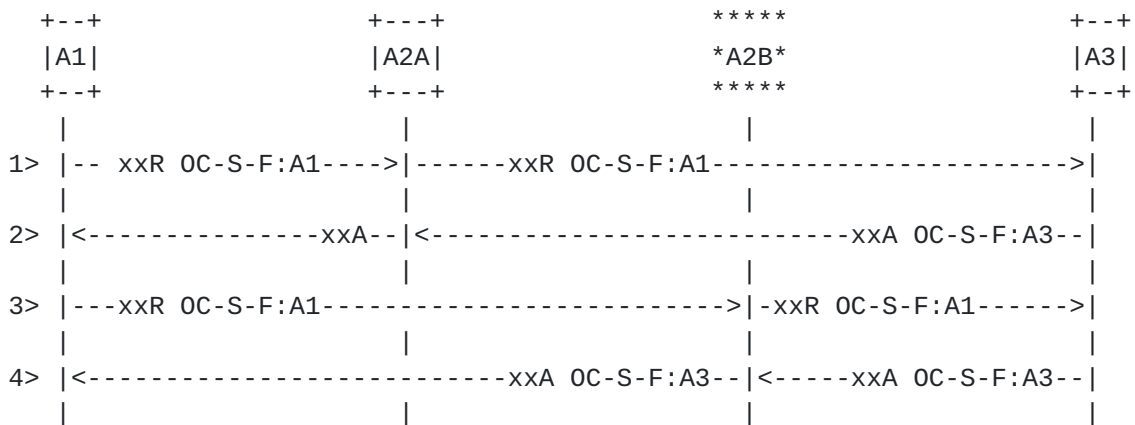 +--+                 +---+                 *****                 +--+
  |A1|                 |A2A|                 *A2B*                 |A3|
  +--+                 +---+                 *****                 +--+
   |                     |                     |                     |
1> |-- xxR OC-S-F:A1---->|------xxR OC-S-F:A1----------------------->|
   |                     |                     |                     |
2> |<---------------xxA--|<---------------------------xxA OC-S-F:A3--|
   |                     |                     |                     |
3> |---xxR OC-S-F:A1-------------------------->|-xxR OC-S-F:A1------>|
   |                     |                     |                     |
4> |<---------------------------xxA OC-S-F:A3--|<-----xxA OC-S-F:A3--|
   |                     |                     |                     |